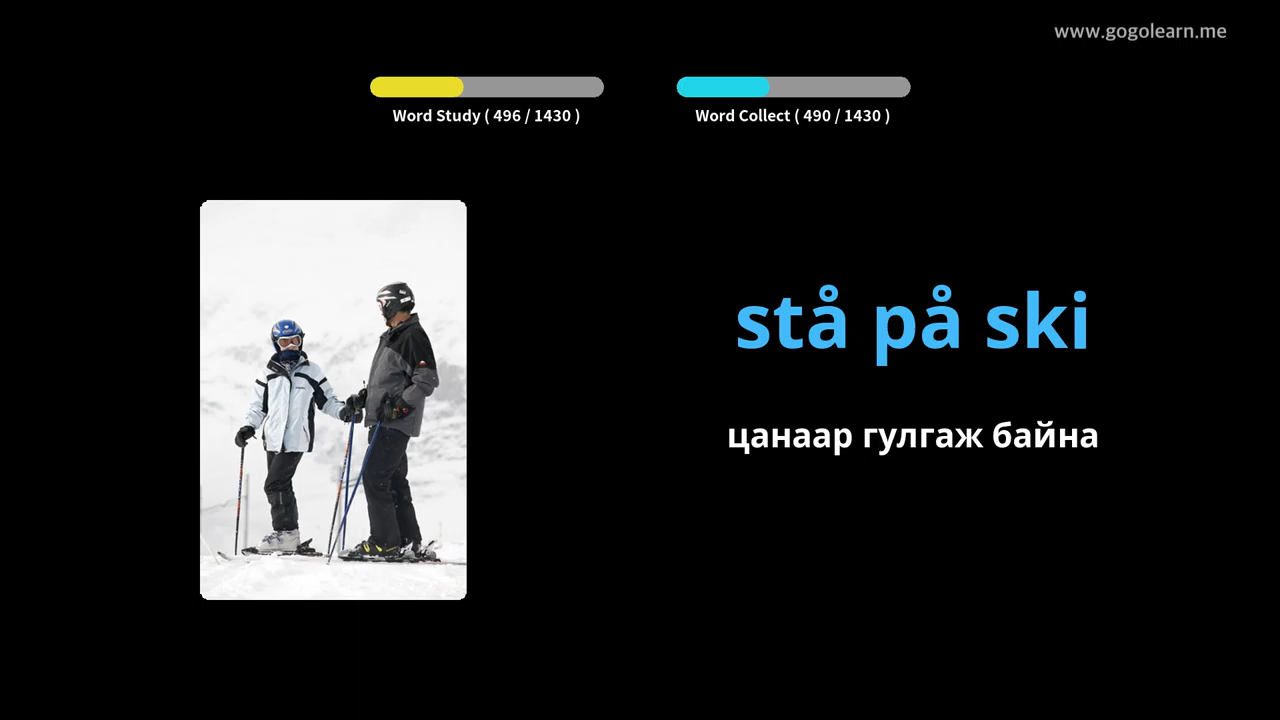 www.gogolearn.me
Word Study ( 496 / 1430 )
Word Collect ( 490 / 1430 )
stå på ski
цанаар гулгаж байна